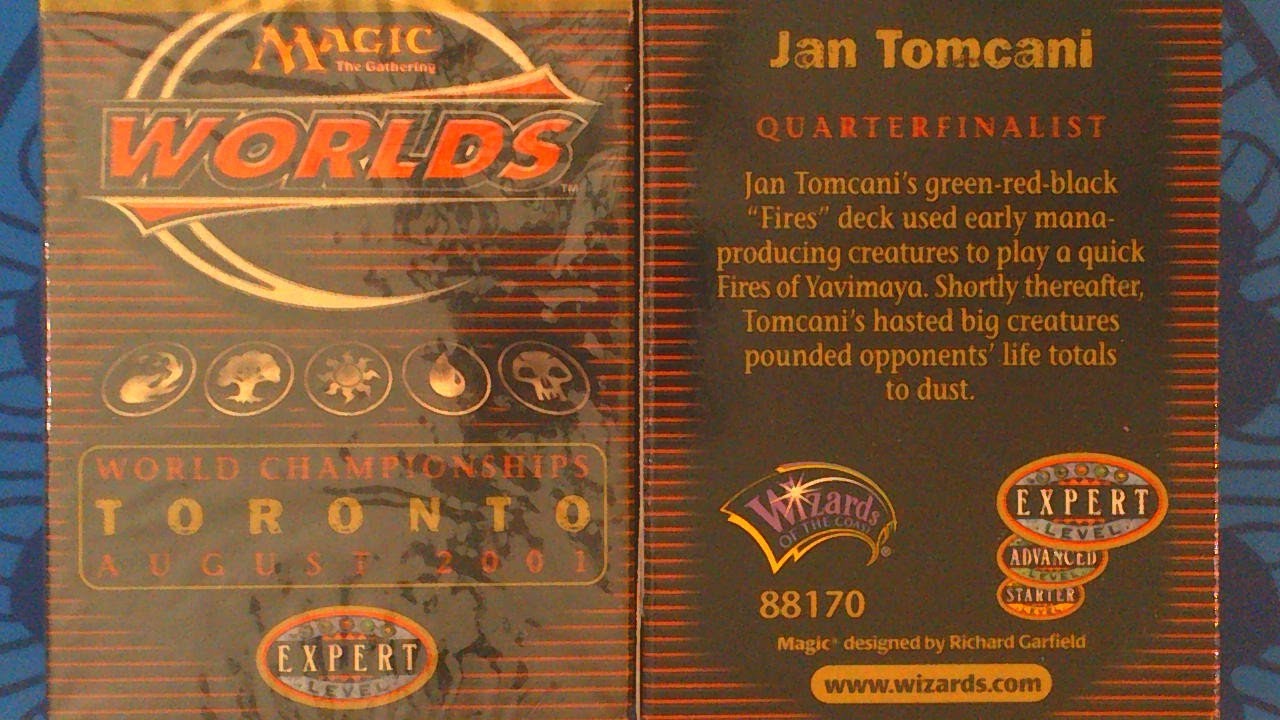 MAGIC
The Gathering
WORLDS™
WORLD CHAMPIONSHIPS
TORONTO
AUGUST 2001
EXPERT
LEVEL
Jan Tomcani
QUARTERFINALIST
Jan Tomcani's green-red-black
"Fires" deck used early mana-
producing creatures to play a quick
Fires of Yavimaya. Shortly thereafter,
Tomcani's hasted big creatures
pounded opponents' life totals
to dust.
Wizards
OF THE COAST
®
EXPERT
LEVEL
ADVANCED
LEVEL
STARTER
LEVEL
88170
Magic® designed by Richard Garfield
www.wizards.com